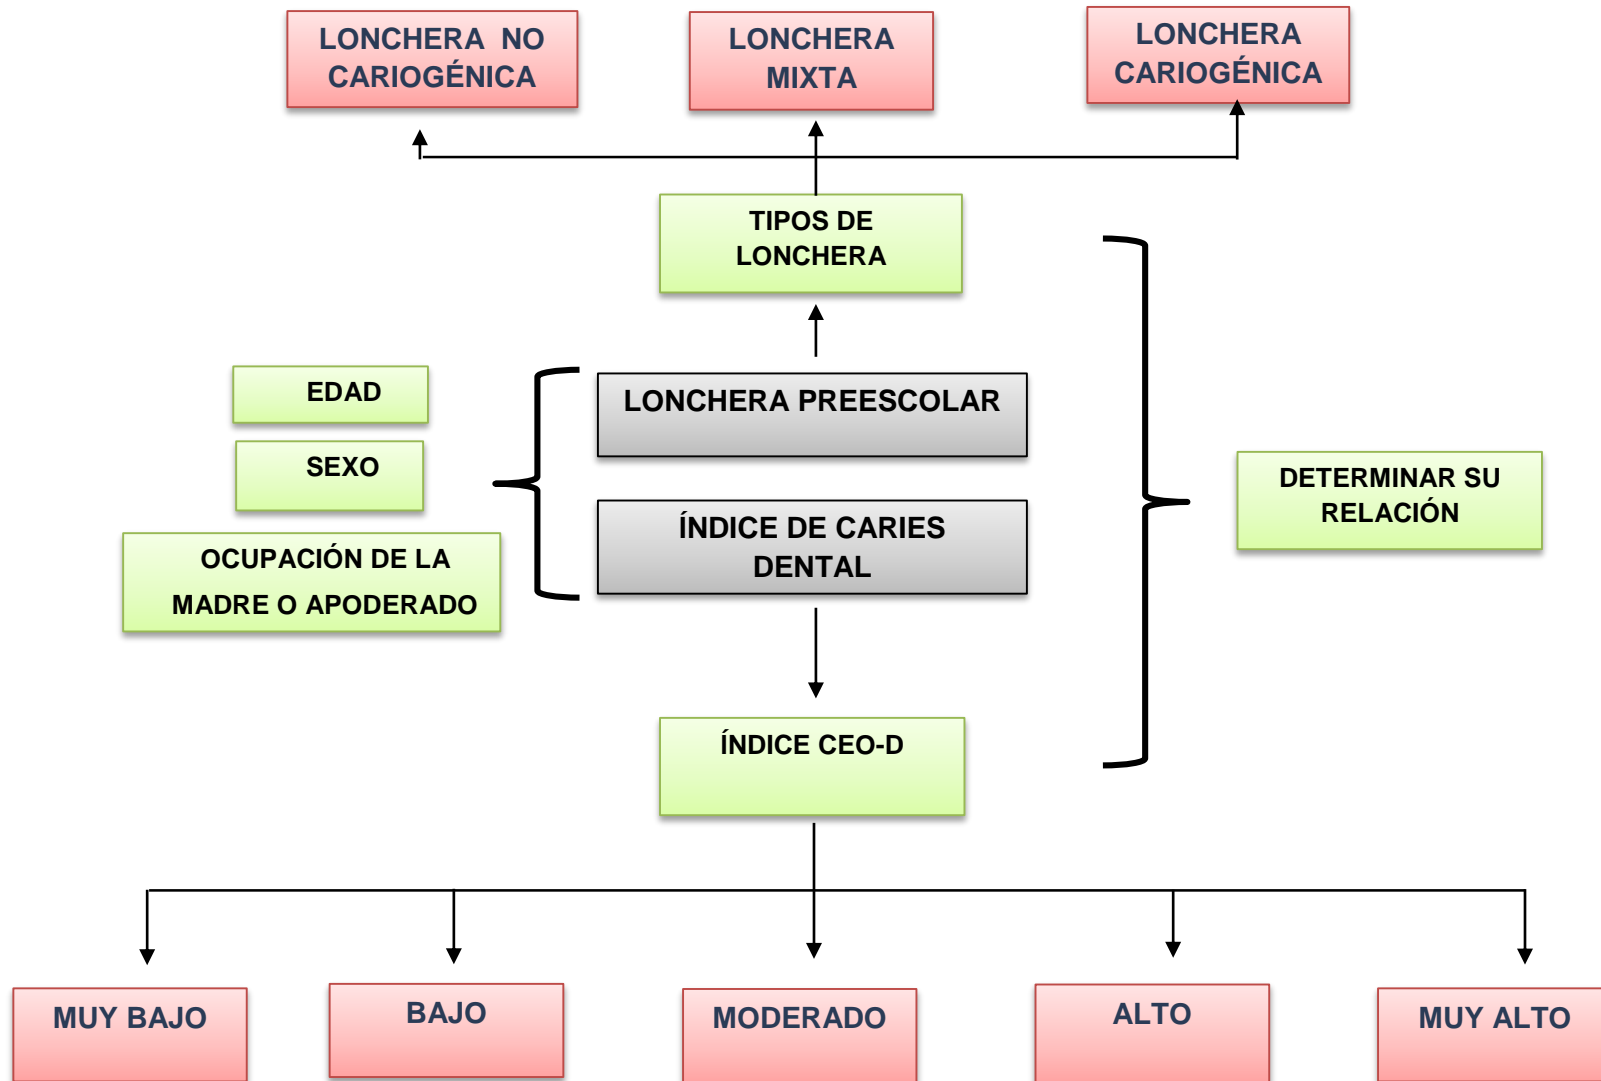 LONCHERA NO
CARIOGÉNICA
LONCHERA
MIXTA
LONCHERA
CARIOGÉNICA
TIPOS DE
LONCHERA
EDAD
SEXO
OCUPACIÓN DE LA
MADRE O APODERADO
LONCHERA PREESCOLAR
ÍNDICE DE CARIES
DENTAL
DETERMINAR SU
RELACIÓN
ÍNDICE CEO-D
MUY BAJO
BAJO
MODERADO
ALTO
MUY ALTO